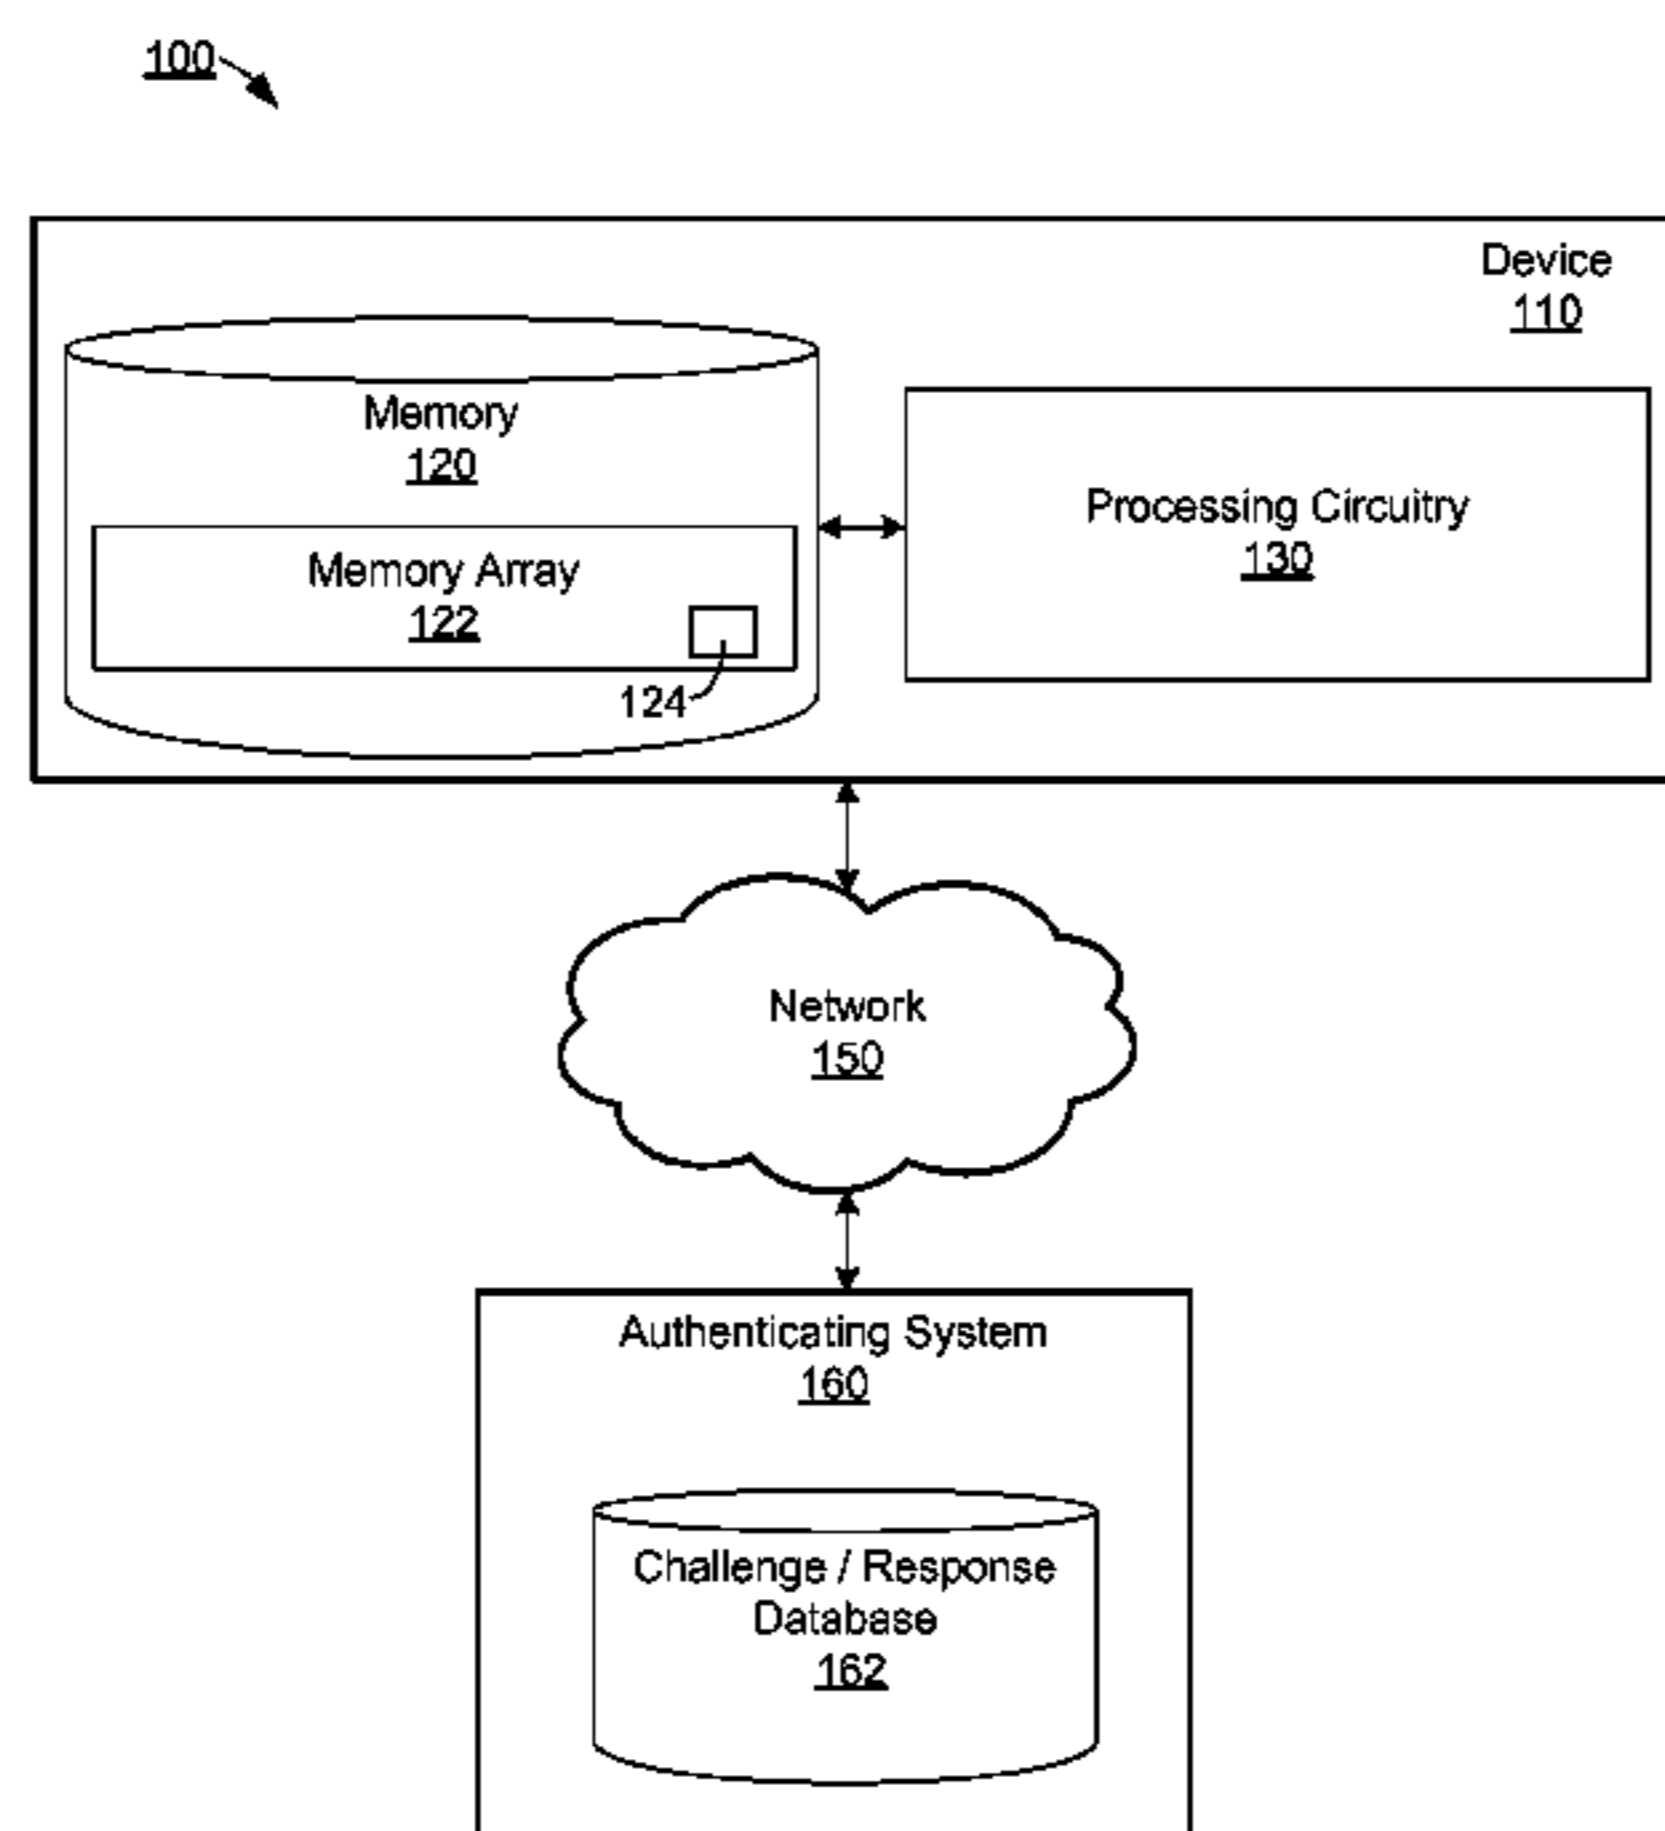 100
Device
110
Memory
120
Processing Circuitry
130
Memory Array
122
124
Network
150
Authenticating System
160
Challenge / Response
Database
162